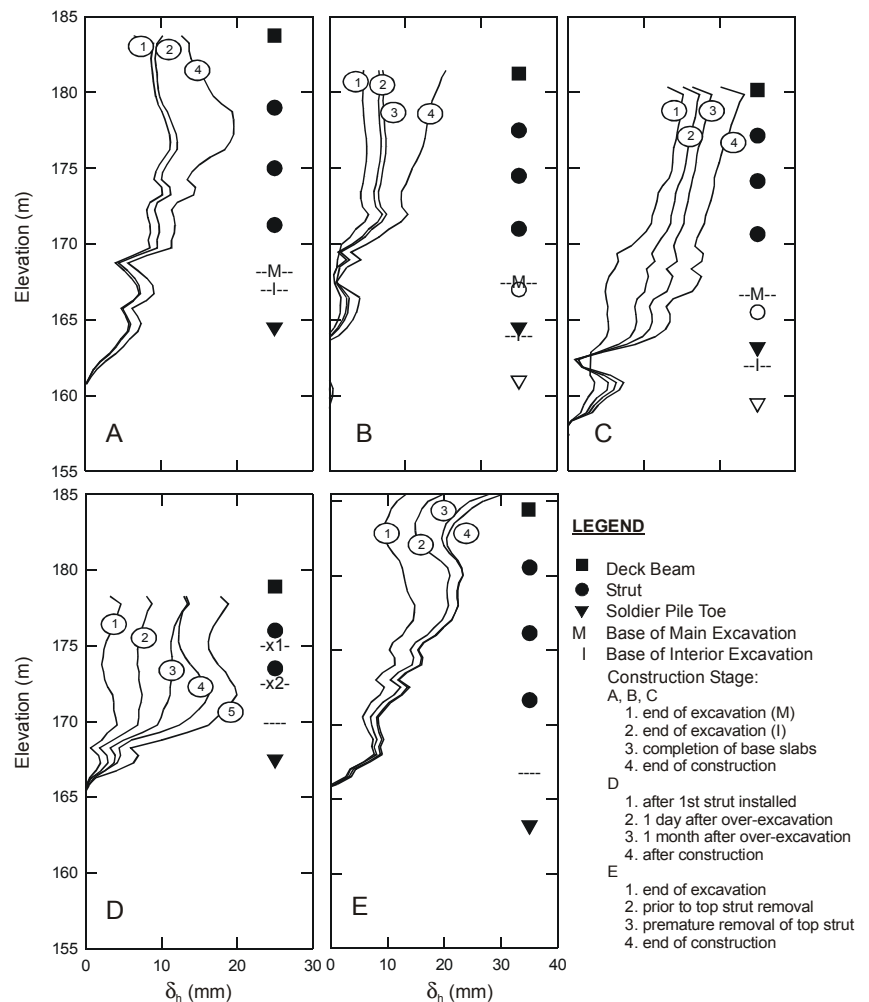 185
180
175
170
165
160
155
Elevation (m)
1
2
4
--M--
--I--
A
1
2
3
4
--M--
--I--
B
1
2
3
4
--M--
--I--
C
185
180
175
170
165
160
155
Elevation (m)
1
2
3
4
5
-x1-
-x2-
----
D
0
10
20
30
δh (mm)
1
2
3
4
----
E
0
10
20
30
40
δh (mm)
LEGEND
Deck Beam
Strut
Soldier Pile Toe
M Base of Main Excavation
I Base of Interior Excavation
Construction Stage:
A, B, C
1. end of excavation (M)
2. end of excavation (I)
3. completion of base slabs
4. end of construction
D
1. after 1st strut installed
2. 1 day after over-excavation
3. 1 month after over-excavation
4. after construction
E
1. end of excavation
2. prior to top strut removal
3. premature removal of top strut
4. end of construction